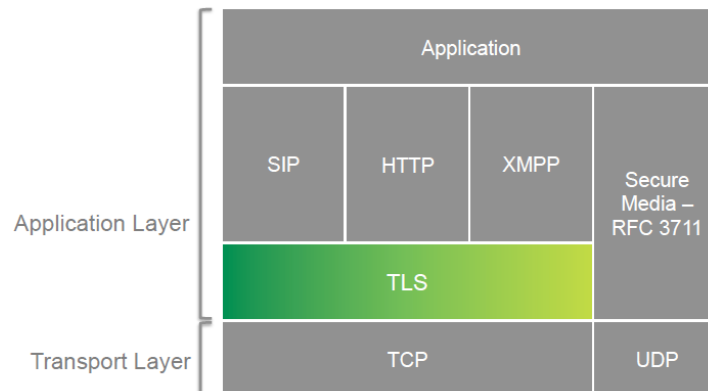 Application
SIP
HTTP
XMPP
Secure
Media –
RFC 3711
Application Layer
TLS
Transport Layer
TCP
UDP